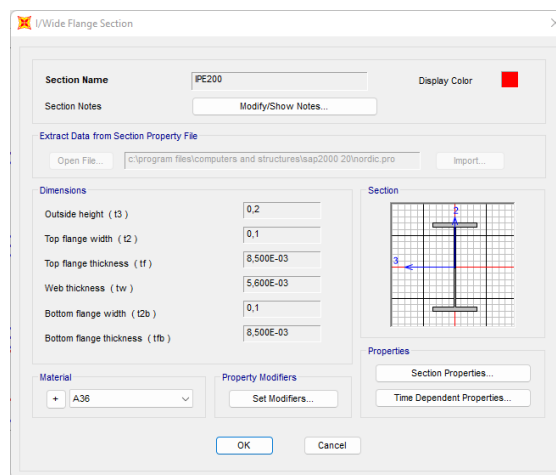 I/Wide Flange Section
Section Name IPE200 Display Color
Section Notes Modify/Show Notes...
Extract Data from Section Property File
Open File... c:\program files\computers and structures\sap2000 20\nordic.pro Import...
Dimensions
Outside height ( t3 ) 0,2
Top flange width ( t2 ) 0,1
Top flange thickness ( tf ) 8,500E-03
Web thickness ( tw ) 5,600E-03
Bottom flange width ( t2b ) 0,1
Bottom flange thickness ( tfb ) 8,500E-03
Section
2
3
Material
+ A36
Property Modifiers
Set Modifiers...
Properties
Section Properties...
Time Dependent Properties...
OK Cancel